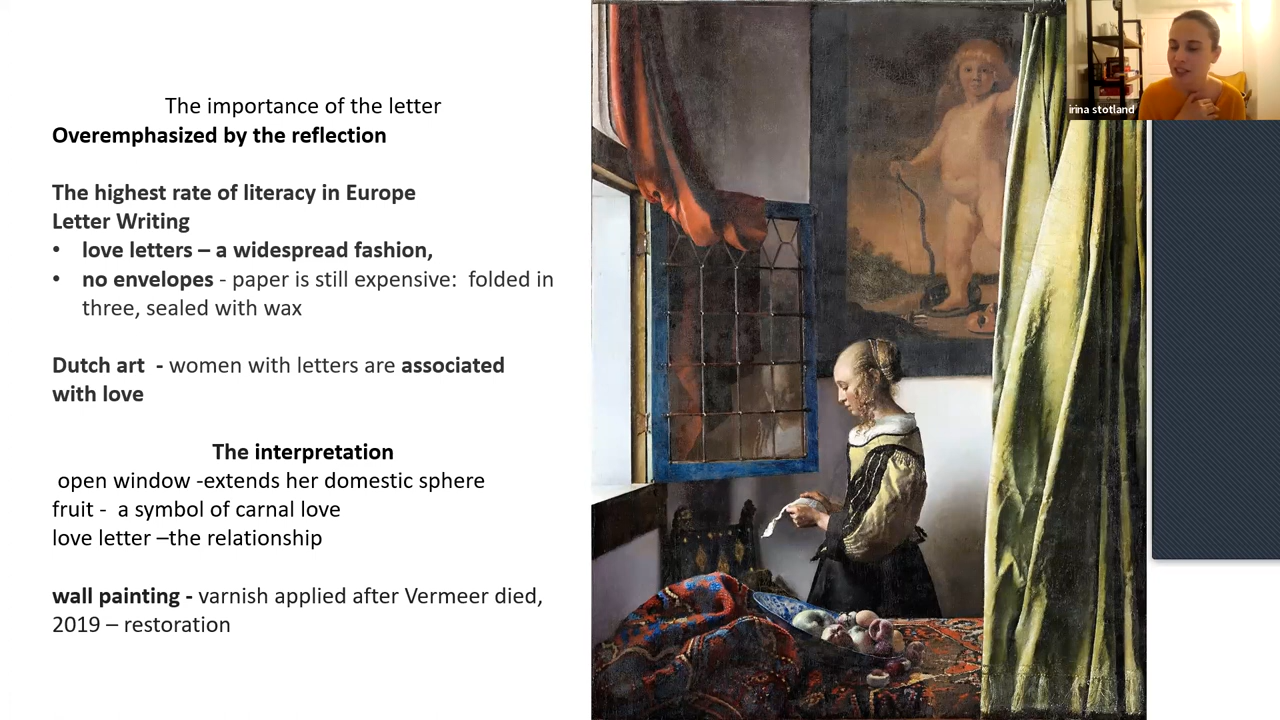 The importance of the letter
Overemphasized by the reflection
The highest rate of literacy in Europe
Letter Writing
• love letters – a widespread fashion,
• no envelopes - paper is still expensive: folded in
three, sealed with wax
Dutch art - women with letters are associated
with love
The interpretation
open window -extends her domestic sphere
fruit - a symbol of carnal love
love letter –the relationship
wall painting - varnish applied after Vermeer died,
2019 – restoration
irina stotland